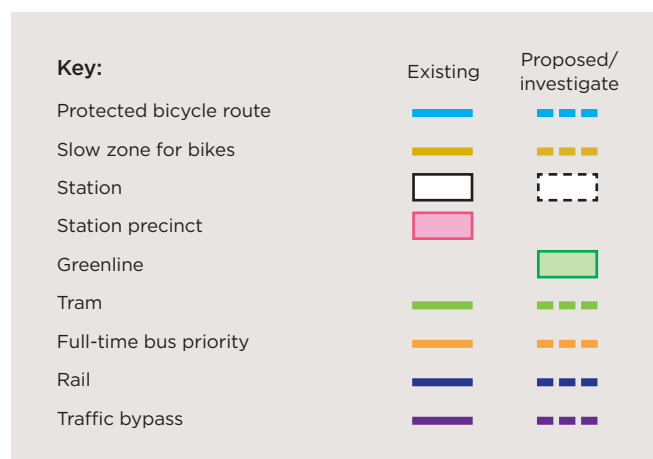 Key:
Existing
Proposed/
investigate
Protected bicycle route
Slow zone for bikes
Station
Station precinct
Greenline
Tram
Full-time bus priority
Rail
Traffic bypass